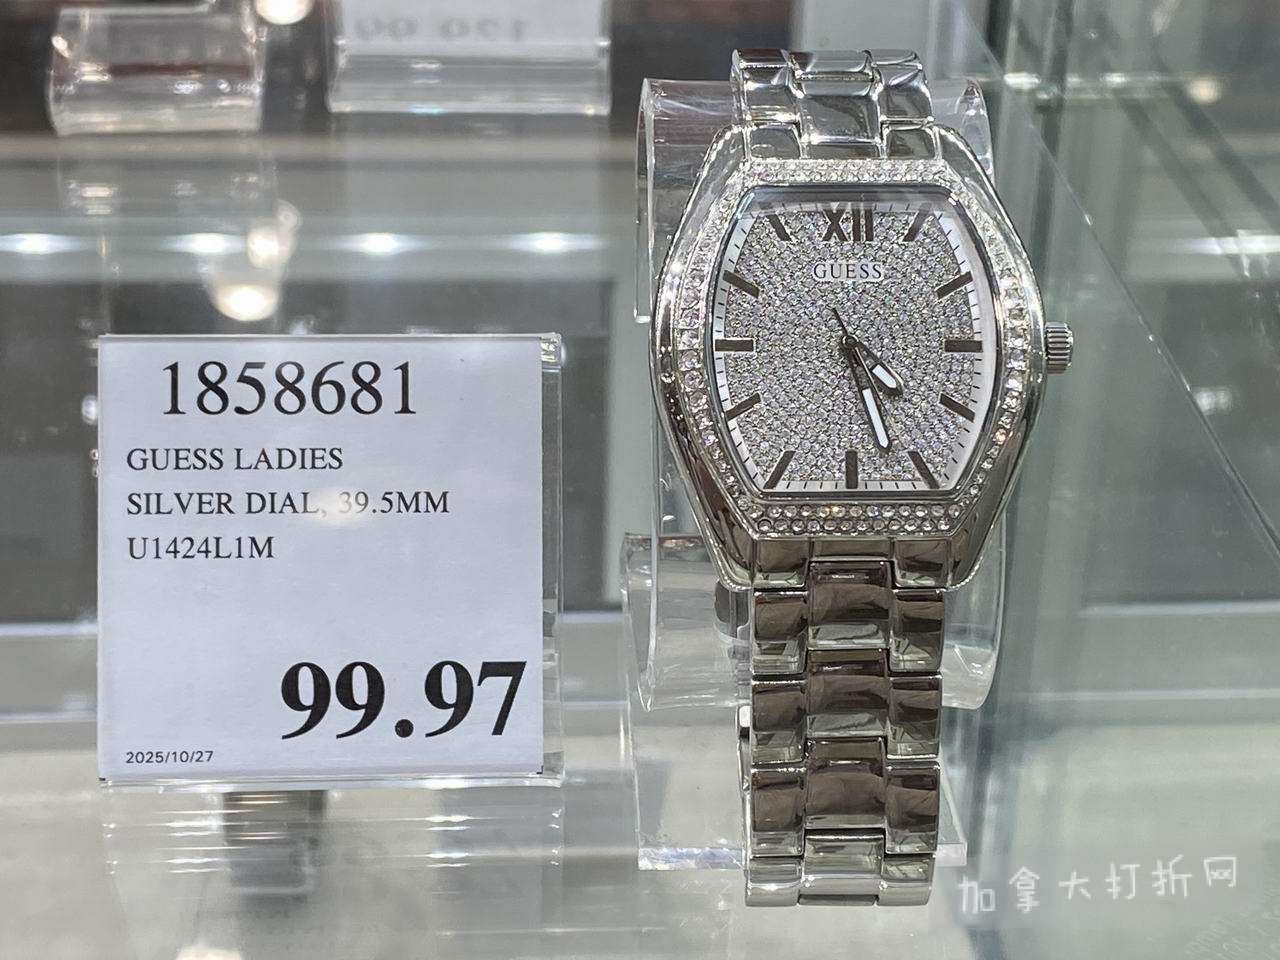 1858681
GUESS LADIES
SILVER DIAL, 39.5MM
U1424L1M
99.97
2025/10/27
XII
GUESS
加拿大打折网